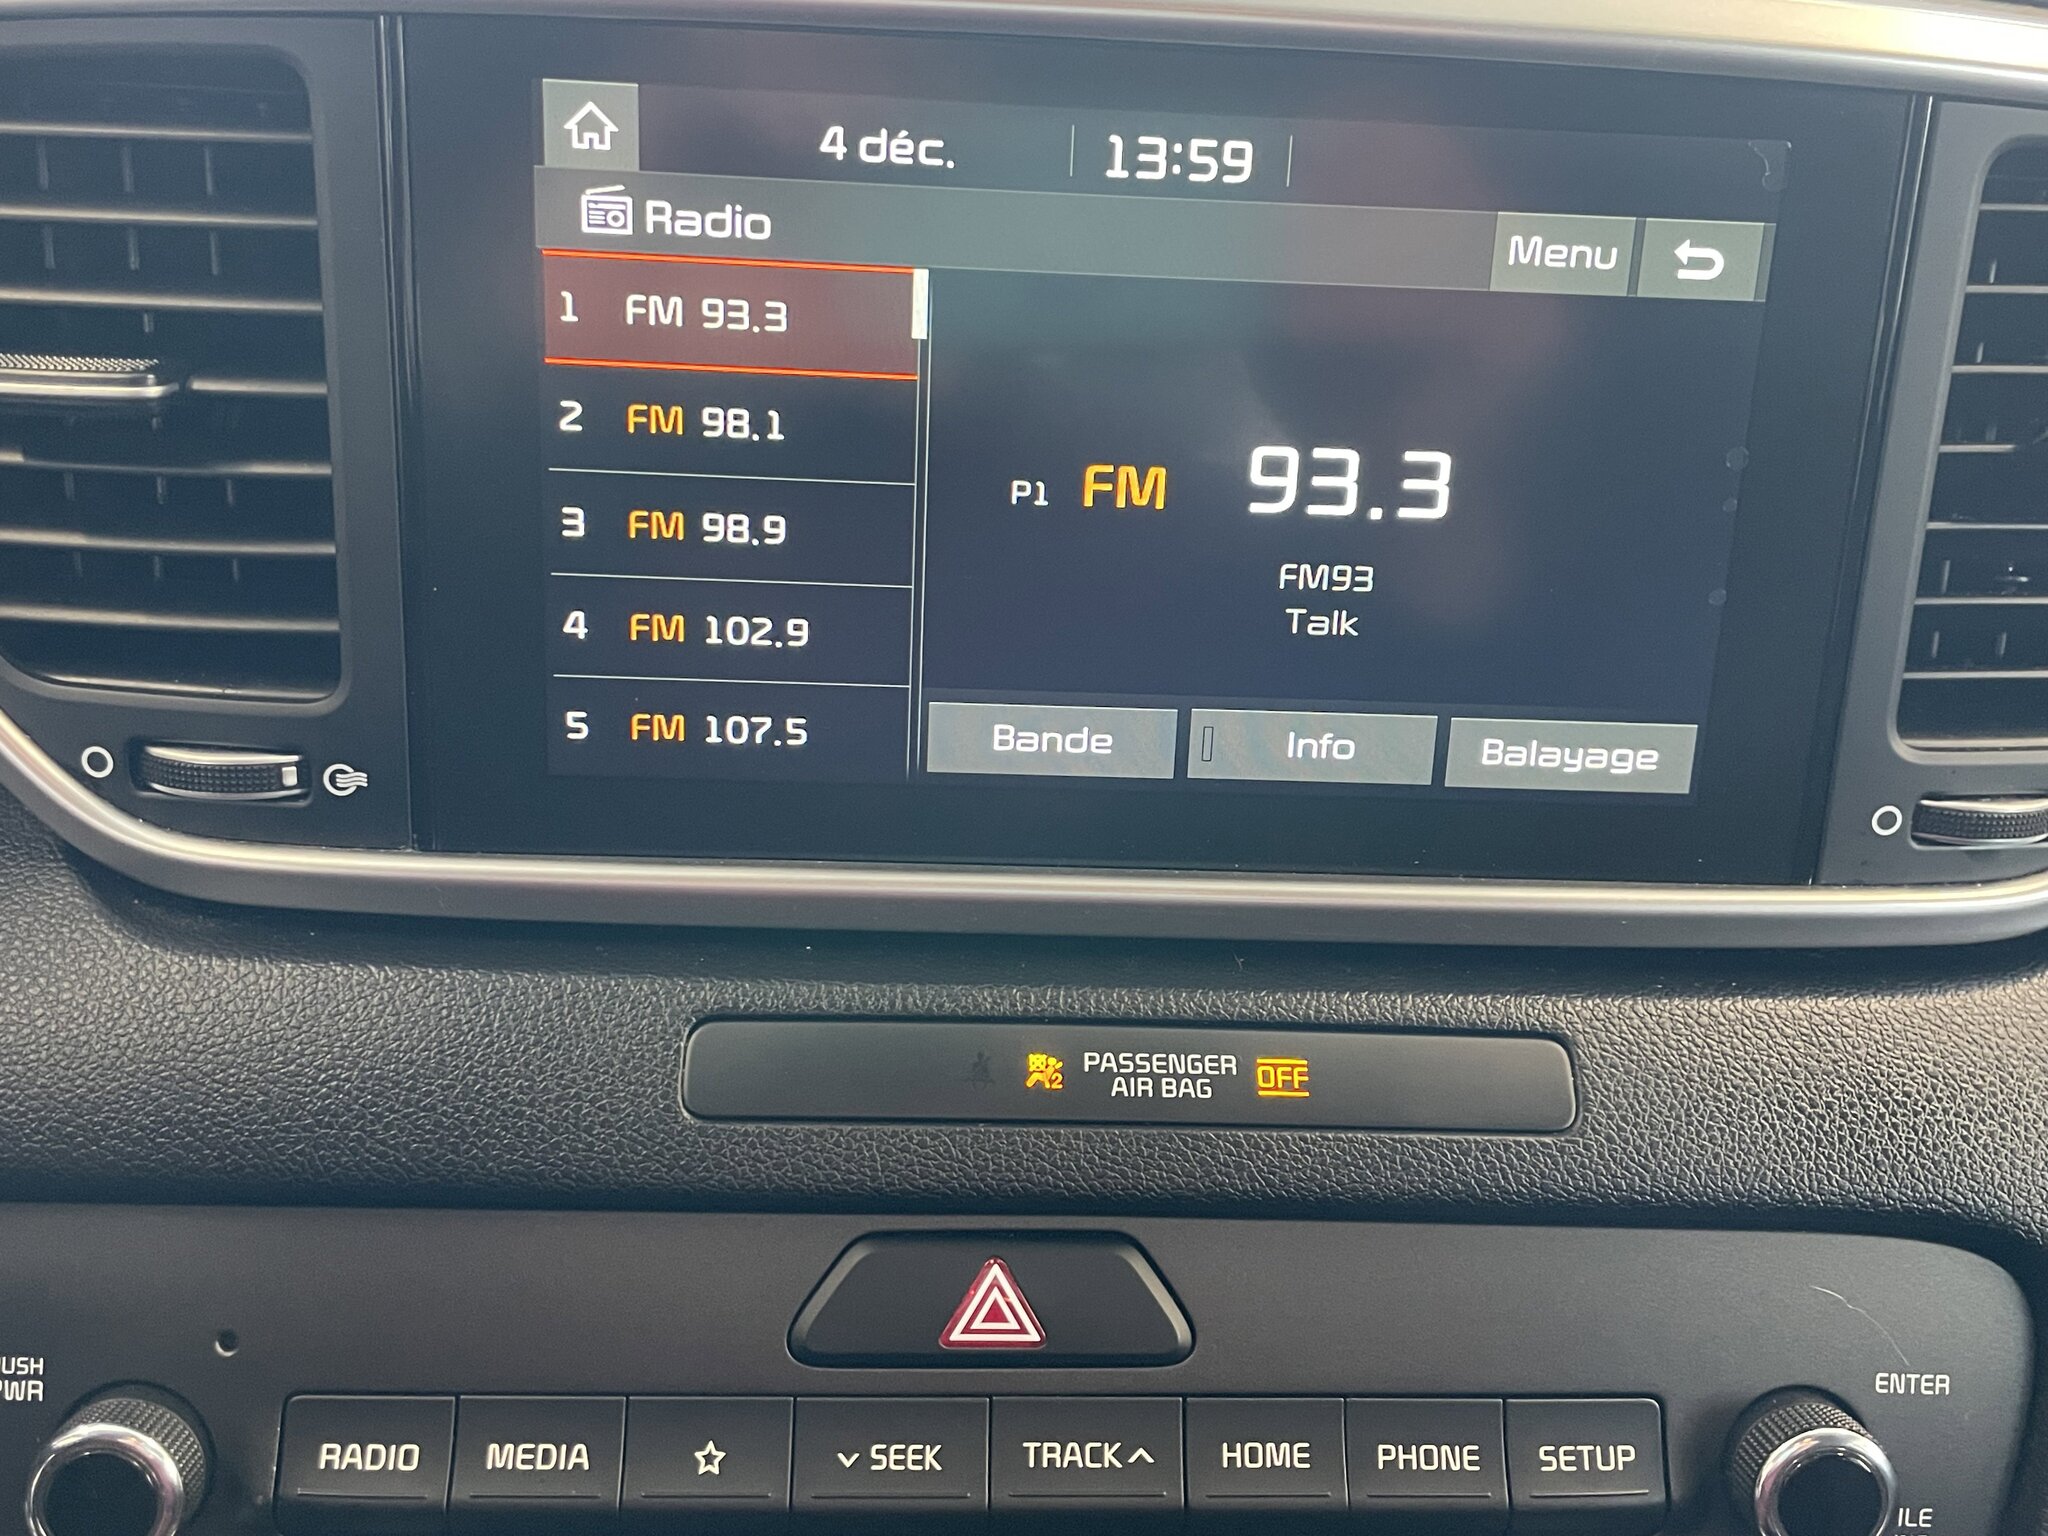 4 déc.
13:59
Radio
Menu
1 FM 93.3
2 FM 98.1
3 FM 98.9
4 FM 102.9
5 FM 107.5
P1 FM 93.3
FM93
Talk
Bande
Info
Balayage
2 PASSENGER
AIR BAG
OFF
ENTER
RADIO
MEDIA
SEEK
TRACK
HOME
PHONE
SETUP